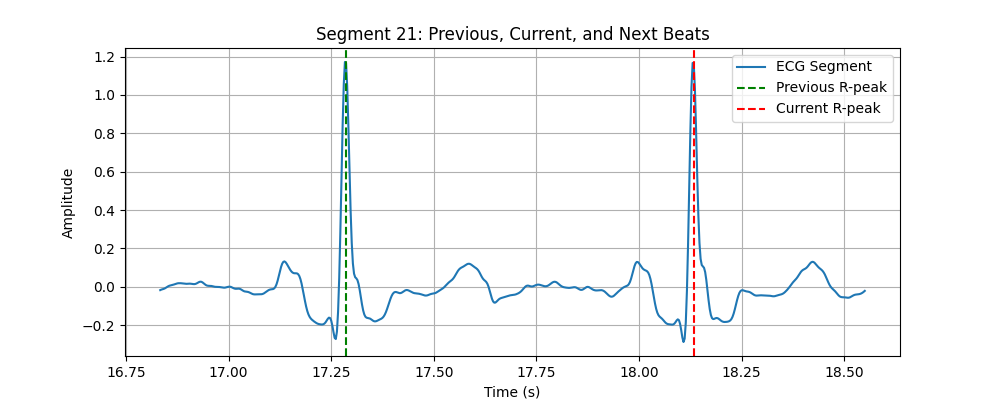 Segment 21: Previous, Current, and Next Beats
1.2
1.0
0.8
0.6
0.4
0.2
0.0
−0.2
Amplitude
ECG Segment
Previous R-peak
Current R-peak
16.75 17.00 17.25 17.50 17.75 18.00 18.25 18.50
Time (s)